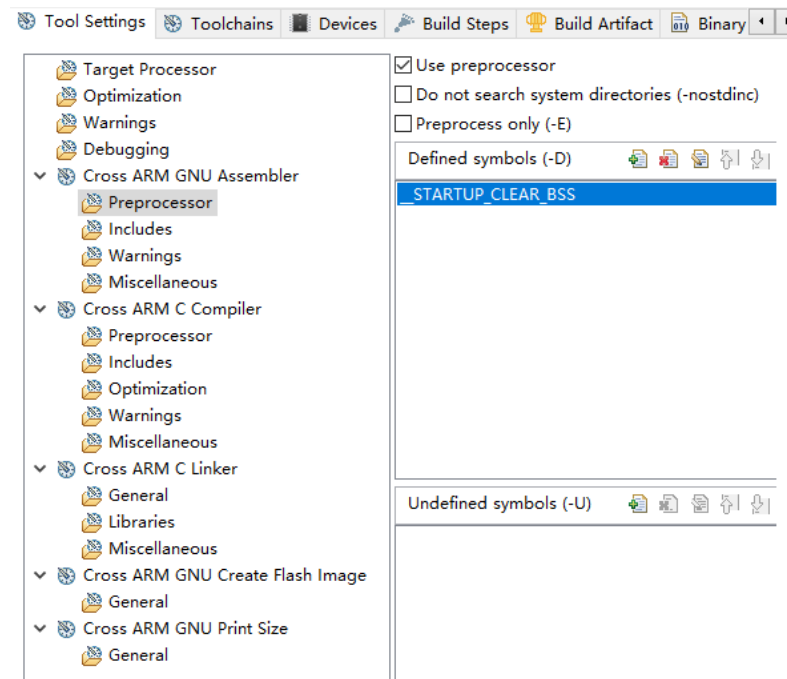 Tool Settings Toolchains Devices Build Steps Build Artifact Binary
Target Processor
Optimization
Warnings
Debugging
Cross ARM GNU Assembler
Preprocessor
Includes
Warnings
Miscellaneous
Cross ARM C Compiler
Preprocessor
Includes
Optimization
Warnings
Miscellaneous
Cross ARM C Linker
General
Libraries
Miscellaneous
Cross ARM GNU Create Flash Image
General
Cross ARM GNU Print Size
General
Use preprocessor
Do not search system directories (-nostdinc)
Preprocess only (-E)
Defined symbols (-D)
__STARTUP_CLEAR_BSS
Undefined symbols (-U)